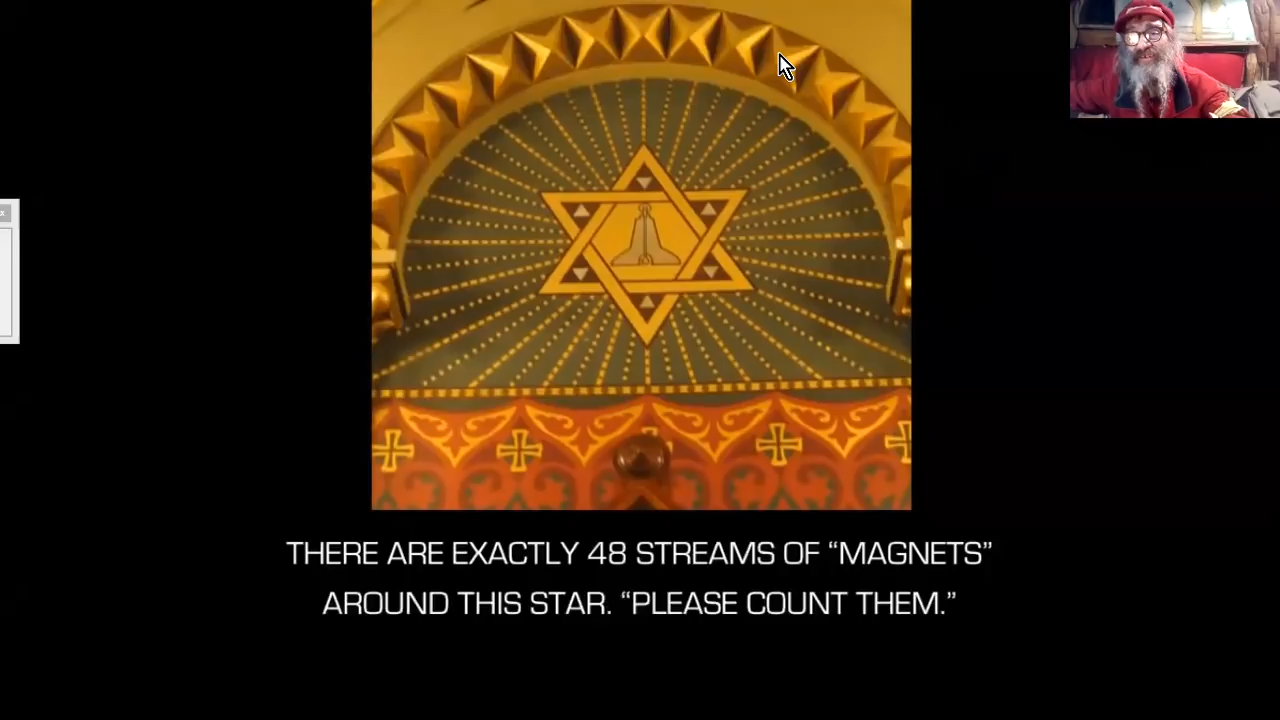 THERE ARE EXACTLY 48 STREAMS OF “MAGNETS”
AROUND THIS STAR. “PLEASE COUNT THEM.”
x